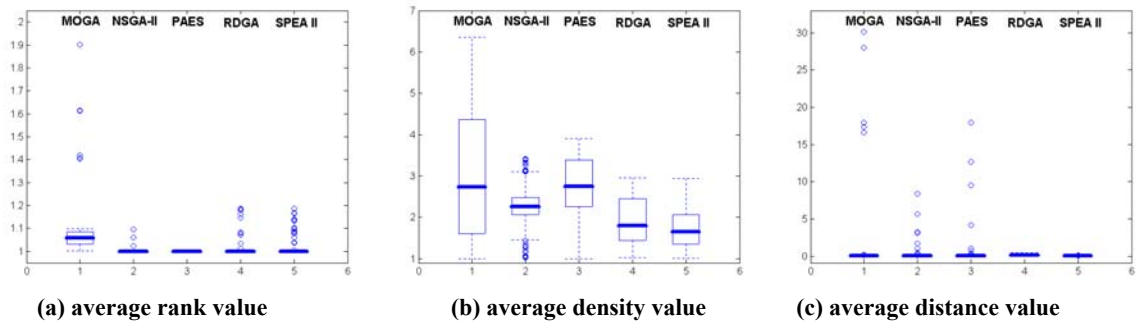 MOGA NSGA-II PAES RDGA SPEA II
2
1.9
1.8
1.7
1.6
1.5
1.4
1.3
1.2
1.1
1
0 1 2 3 4 5 6
(a) average rank value
MOGA NSGA-II PAES RDGA SPEA II
7
6
5
4
3
2
1
0 1 2 3 4 5 6
(b) average density value
MOGA NSGA-II PAES RDGA SPEA II
30
25
20
15
10
5
0
0 1 2 3 4 5 6
(c) average distance value